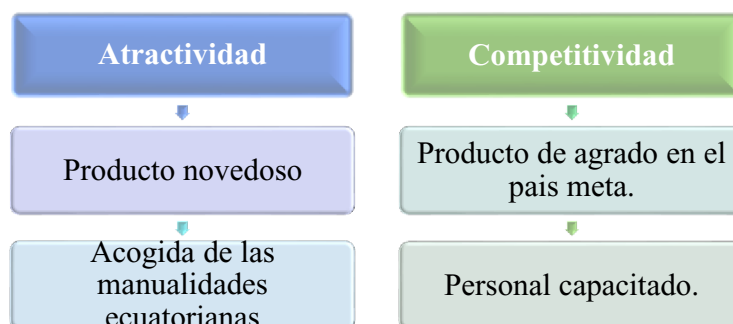 Atractividad
Producto novedoso
Acogida de las
manualidades
ecuatorianas
Competitividad
Producto de agrado en el
pais meta.
Personal capacitado.